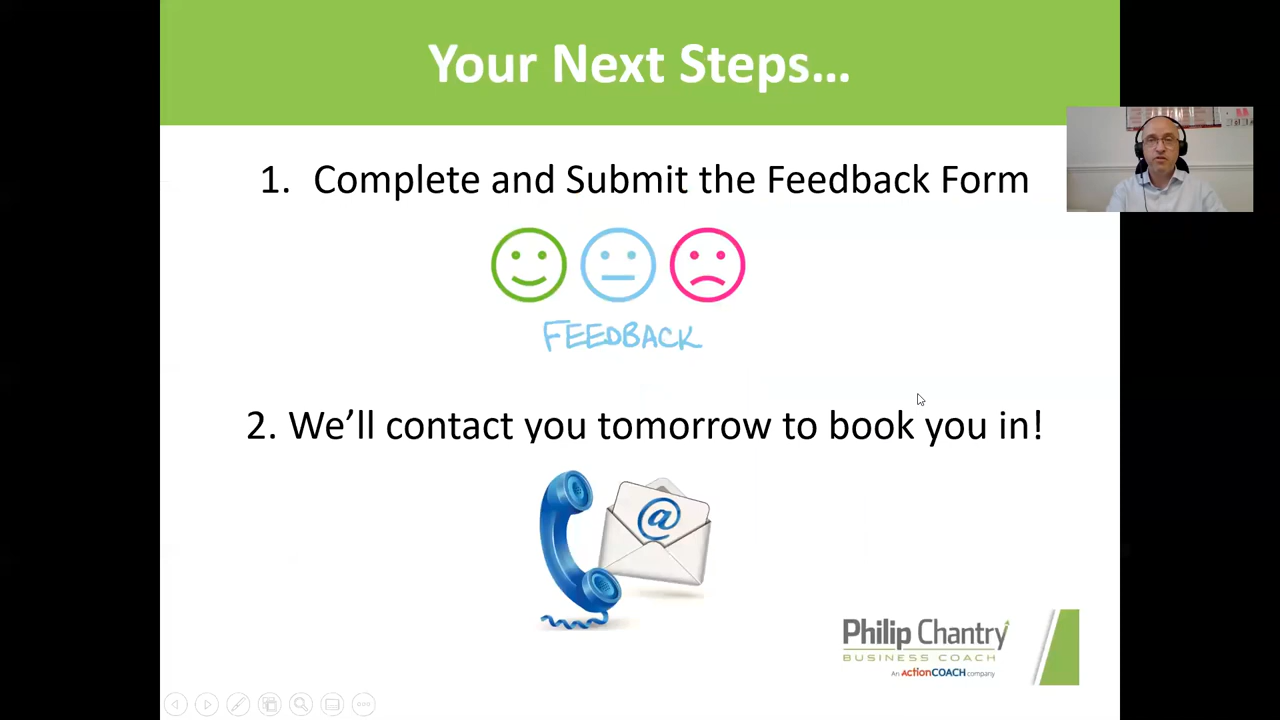 Your Next Steps...
1. Complete and Submit the Feedback Form
FEEDBACK
2. We'll contact you tomorrow to book you in!
@
Philip Chantry
BUSINESS COACH
An ActionCOACH company